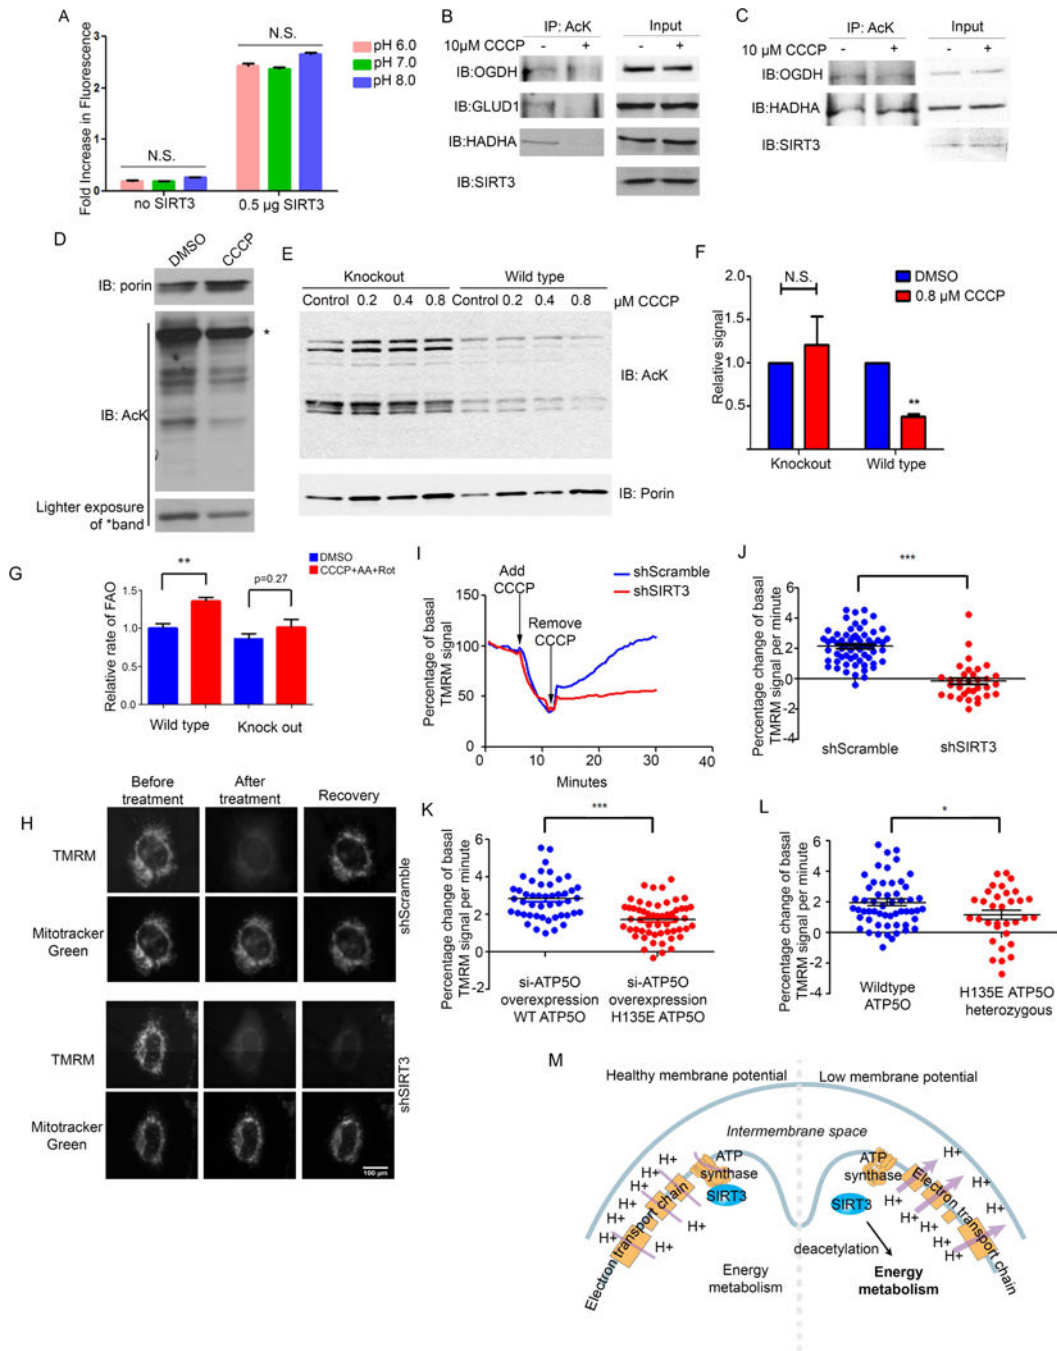 A
Fold Increase in Fluorescence
3
2
1
0
N.S.
N.S.
no SIRT3
0.5 µg SIRT3
pH 6.0
pH 7.0
pH 8.0
B
IP: AcK
Input
10µM CCCP
-
+
-
+
IB:OGDH
IB:GLUD1
IB:HADHA
IB:SIRT3
C
IP: AcK
Input
10 µM CCCP
-
+
-
+
IB:OGDH
IB:HADHA
IB:SIRT3
D
DMSO
CCCP
IB: porin
*
IB: AcK
Lighter exposure
of *band
E
Knockout
Wild type
Control 0.2 0.4 0.8
Control 0.2 0.4 0.8
µM CCCP
IB: AcK
IB: Porin
F
Relative signal
2.0
1.5
1.0
0.5
N.S.
**
Knockout
Wild type
DMSO
0.8 µM CCCP
G
Relative rate of FAO
1.5
1.0
0.5
0.0
**
p=0.27
Wild type
Knock out
DMSO
CCCP+AA+Rot
H
Before
treatment
After
treatment
Recovery
TMRM
Mitotracker
Green
shScramble
TMRM
Mitotracker
Green
shSIRT3
100 µm
I
Percentage of basal
TMRM signal
150
100
50
0
0
10
20
30
40
Minutes
Add
CCCP
Remove
CCCP
shScramble
shSIRT3
J
Percentage change of basal
TMRM signal per minute
6
4
2
0
-2
-4
***
shScramble
shSIRT3
K
Percentage change of basal
TMRM signal per minute
6
4
2
0
-2
***
si-ATP5O
overexpression
WT ATP5O
si-ATP5O
overexpression
H135E ATP5O
L
Percentage change of basal
TMRM signal per minute
6
4
2
0
-2
-4
*
Wildtype
ATP5O
H135E ATP5O
heterozygous
M
Healthy membrane potential
Low membrane potential
Intermembrane space
ATP
synthase
SIRT3
Electron transport chain
H+
H+
H+
H+
H+
H+
H+
H+
Energy
metabolism
ATP
synthase
SIRT3
Electron transport chain
H+
H+
H+
H+
H+
H+
H+
H+
deacetylation
Energy
metabolism